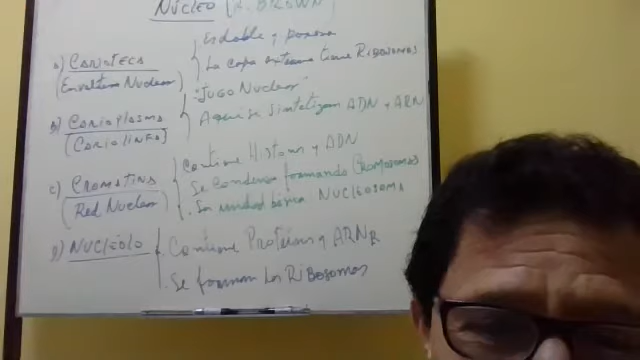 NÚCLEO (R. BROWN)
a) CARIOTECA
(Envoltura Nuclear)
Es doble y porosa
La capa externa tiene RIBOSOMAS
b) CARIOPLASMA
(CARIOLINFA)
"JUGO Nuclear"
Aquí se sintetizan ADN y ARN
c) CROMATINA
(Red Nuclear)
Contiene Histonas y ADN
Se condensa formando Cromosomas
. Su unidad básica NUCLEOSOMA
NUCLÉOLO
. Contiene Proteínas y ARNR
. Se forman los RIBOSOMAS